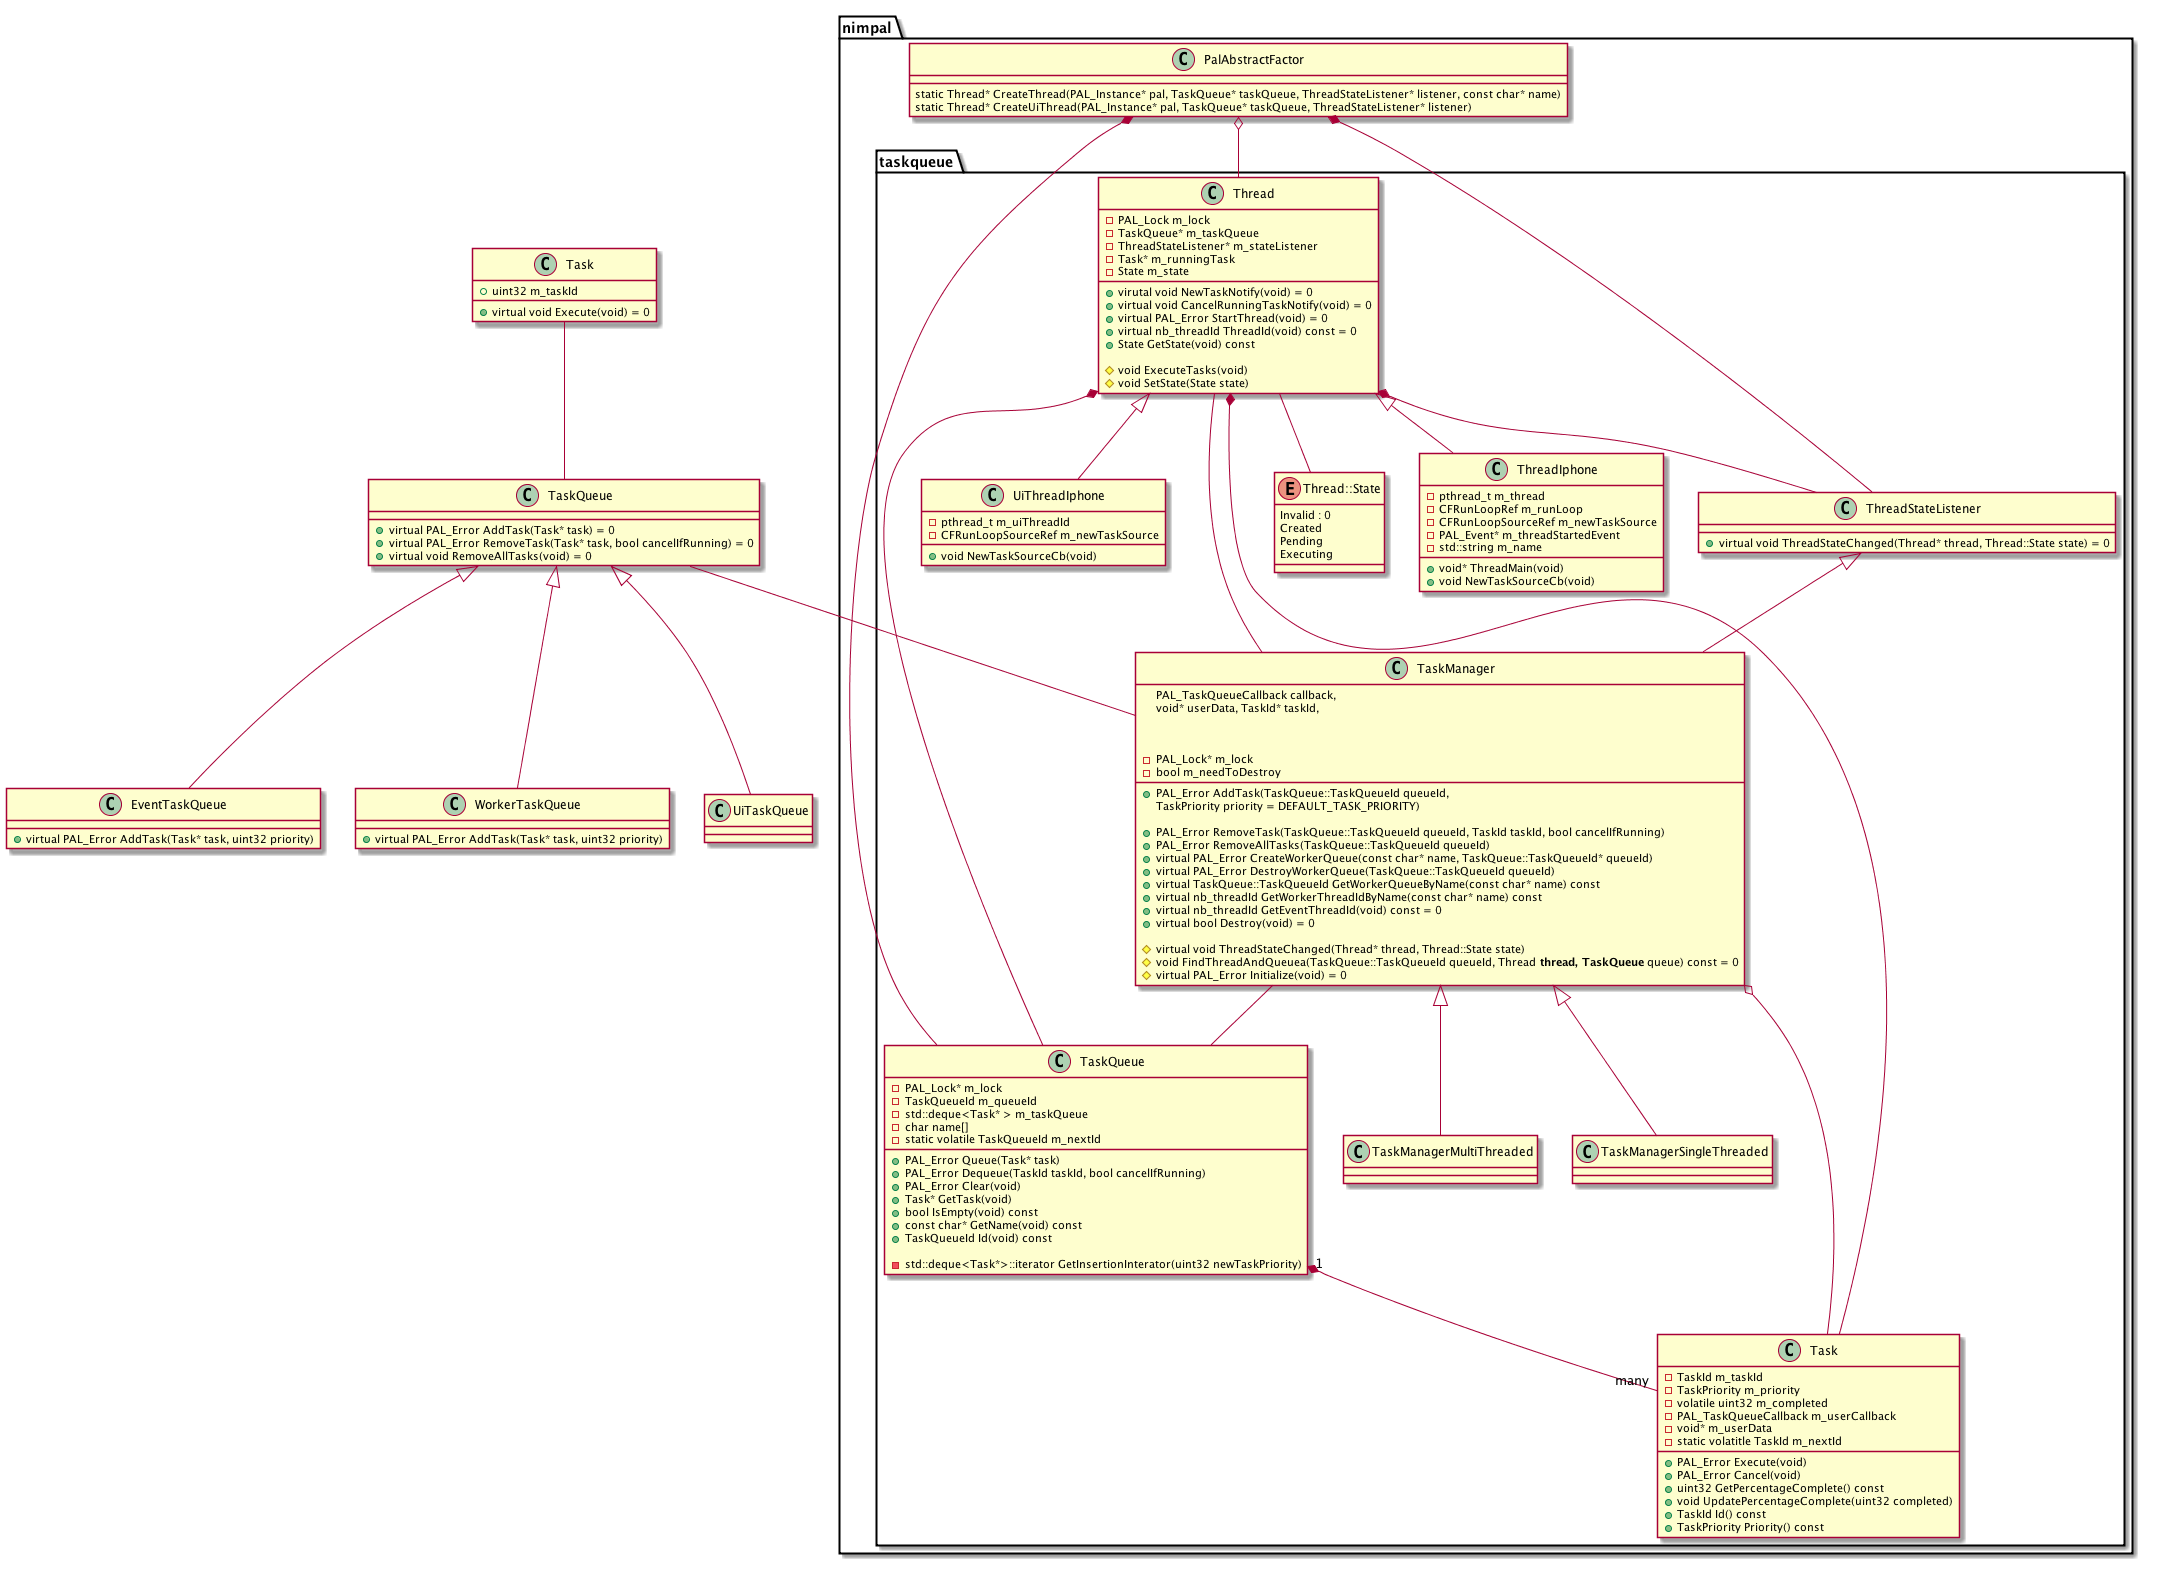 nimpal
C PalAbstractFactor
static Thread* CreateThread(PAL_Instance* pal, TaskQueue* taskQueue, ThreadStateListener* listener, const char* name)
static Thread* CreateUiThread(PAL_Instance* pal, TaskQueue* taskQueue, ThreadStateListener* listener)
taskqueue
C Thread
PAL_Lock m_lock
TaskQueue* m_taskQueue
ThreadStateListener* m_stateListener
Task* m_runningTask
State m_state
virutal void NewTaskNotify(void) = 0
virtual void CancelRunningTaskNotify(void) = 0
virtual PAL_Error StartThread(void) = 0
virtual nb_threadId ThreadId(void) const = 0
State GetState(void) const
void ExecuteTasks(void)
void SetState(State state)
C Task
uint32 m_taskId
virtual void Execute(void) = 0
C TaskQueue
virtual PAL_Error AddTask(Task* task) = 0
virtual PAL_Error RemoveTask(Task* task, bool cancelIfRunning) = 0
virtual void RemoveAllTasks(void) = 0
C UiThreadIphone
pthread_t m_uiThreadId
CFRunLoopSourceRef m_newTaskSource
void NewTaskSourceCb(void)
E Thread::State
Invalid : 0
Created
Pending
Executing
C ThreadIphone
pthread_t m_thread
CFRunLoopRef m_runLoop
CFRunLoopSourceRef m_newTaskSource
PAL_Event* m_threadStartedEvent
std::string m_name
void* ThreadMain(void)
void NewTaskSourceCb(void)
C ThreadStateListener
virtual void ThreadStateChanged(Thread* thread, Thread::State state) = 0
C TaskManager
PAL_TaskQueueCallback callback,
void* userData, TaskId* taskId,
PAL_Lock* m_lock
bool m_needToDestroy
PAL_Error AddTask(TaskQueue::TaskQueueId queueId,
TaskPriority priority = DEFAULT_TASK_PRIORITY)
PAL_Error RemoveTask(TaskQueue::TaskQueueId queueId, TaskId taskId, bool cancelIfRunning)
PAL_Error RemoveAllTasks(TaskQueue::TaskQueueId queueId)
virtual PAL_Error CreateWorkerQueue(const char* name, TaskQueue::TaskQueueId* queueId)
virtual PAL_Error DestroyWorkerQueue(TaskQueue::TaskQueueId queueId)
virtual TaskQueue::TaskQueueId GetWorkerQueueByName(const char* name) const
virtual nb_threadId GetWorkerThreadIdByName(const char* name) const
virtual nb_threadId GetEventThreadId(void) const = 0
virtual bool Destroy(void) = 0
virtual void ThreadStateChanged(Thread* thread, Thread::State state)
void FindThreadAndQueuea(TaskQueue::TaskQueueId queueId, Thread thread, TaskQueue queue) const = 0
virtual PAL_Error Initialize(void) = 0
C EventTaskQueue
virtual PAL_Error AddTask(Task* task, uint32 priority)
C WorkerTaskQueue
virtual PAL_Error AddTask(Task* task, uint32 priority)
C UiTaskQueue
C TaskQueue
PAL_Lock* m_lock
TaskQueueId m_queueId
std::deque<Task* > m_taskQueue
char name[]
static volatile TaskQueueId m_nextId
PAL_Error Queue(Task* task)
PAL_Error Dequeue(TaskId taskId, bool cancelIfRunning)
PAL_Error Clear(void)
Task* GetTask(void)
bool IsEmpty(void) const
const char* GetName(void) const
TaskQueueId Id(void) const
std::deque<Task*>::iterator GetInsertionInterator(uint32 newTaskPriority)
C TaskManagerMultiThreaded
C TaskManagerSingleThreaded
1
many
C Task
TaskId m_taskId
TaskPriority m_priority
volatile uint32 m_completed
PAL_TaskQueueCallback m_userCallback
void* m_userData
static volatitle TaskId m_nextId
PAL_Error Execute(void)
PAL_Error Cancel(void)
uint32 GetPercentageComplete() const
void UpdatePercentageComplete(uint32 completed)
TaskId Id() const
TaskPriority Priority() const